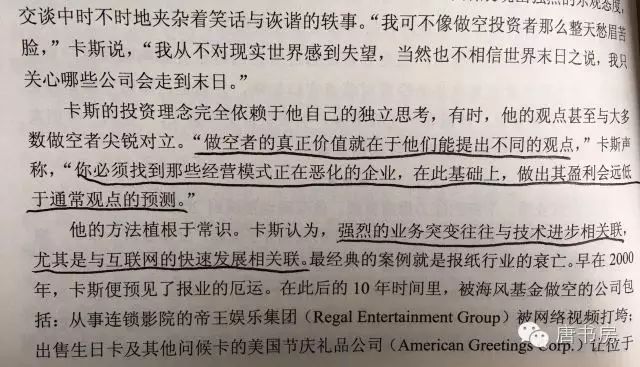 交谈中时不时地夹杂着笑话与诙谐的轶事。“我可不像做空投资者那么整天愁眉苦
脸，”卡斯说，“我从不对现实世界感到失望，当然也不相信世界末日之说，我只
关心哪些公司会走到末日。”
卡斯的投资理念完全依赖于他自己的独立思考，有时，他的观点甚至与大多
数做空者尖锐对立。“做空者的真正价值就在于他们能提出不同的观点，”卡斯声
称，“你必须找到那些经营模式正在恶化的企业，在此基础上，做出其盈利会远低
于通常观点的预测。”
他的方法植根于常识。卡斯认为，强烈的业务突变往往与技术进步相关联，
尤其是与互联网的快速发展相关联。最经典的案例就是报纸行业的衰亡。早在 2000
年，卡斯便预见了报业的厄运。在此后的 10 年时间里，被海风基金做空的公司包
括：从事连锁影院的帝王娱乐集团（Regal Entertainment Group）被网络视频打垮；
出售生日卡及其他问候卡的美国节庆礼品公司（American Greetings Corp.）让位于
唐书房